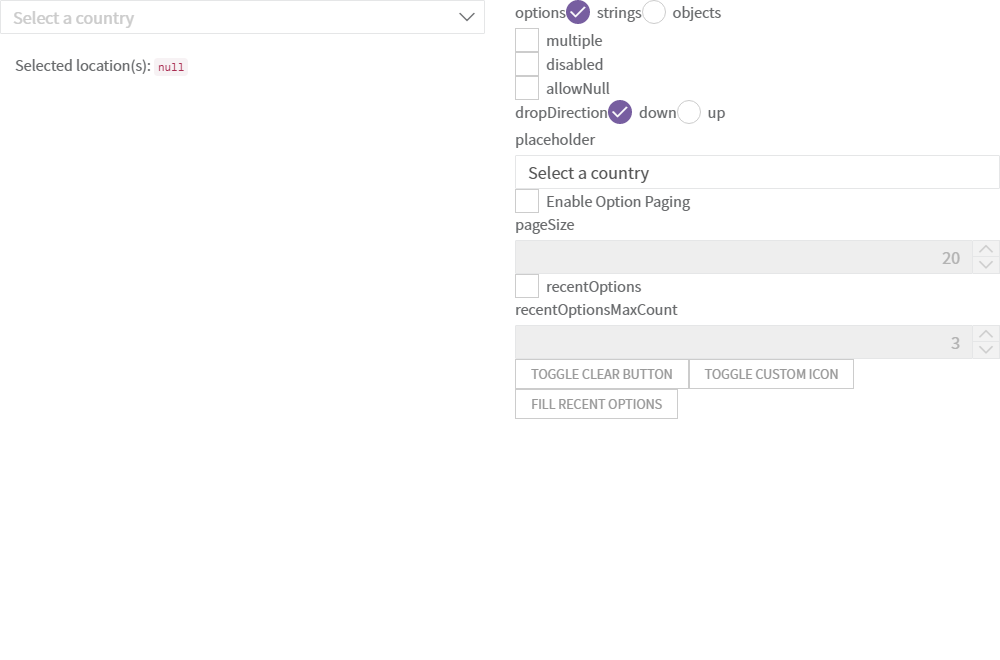 Select a country
Selected location(s): null
options strings objects
multiple
disabled
allowNull
dropDirection down up
placeholder
Select a country
Enable Option Paging
pageSize
20
recentOptions
recentOptionsMaxCount
3
TOGGLE CLEAR BUTTON TOGGLE CUSTOM ICON
FILL RECENT OPTIONS